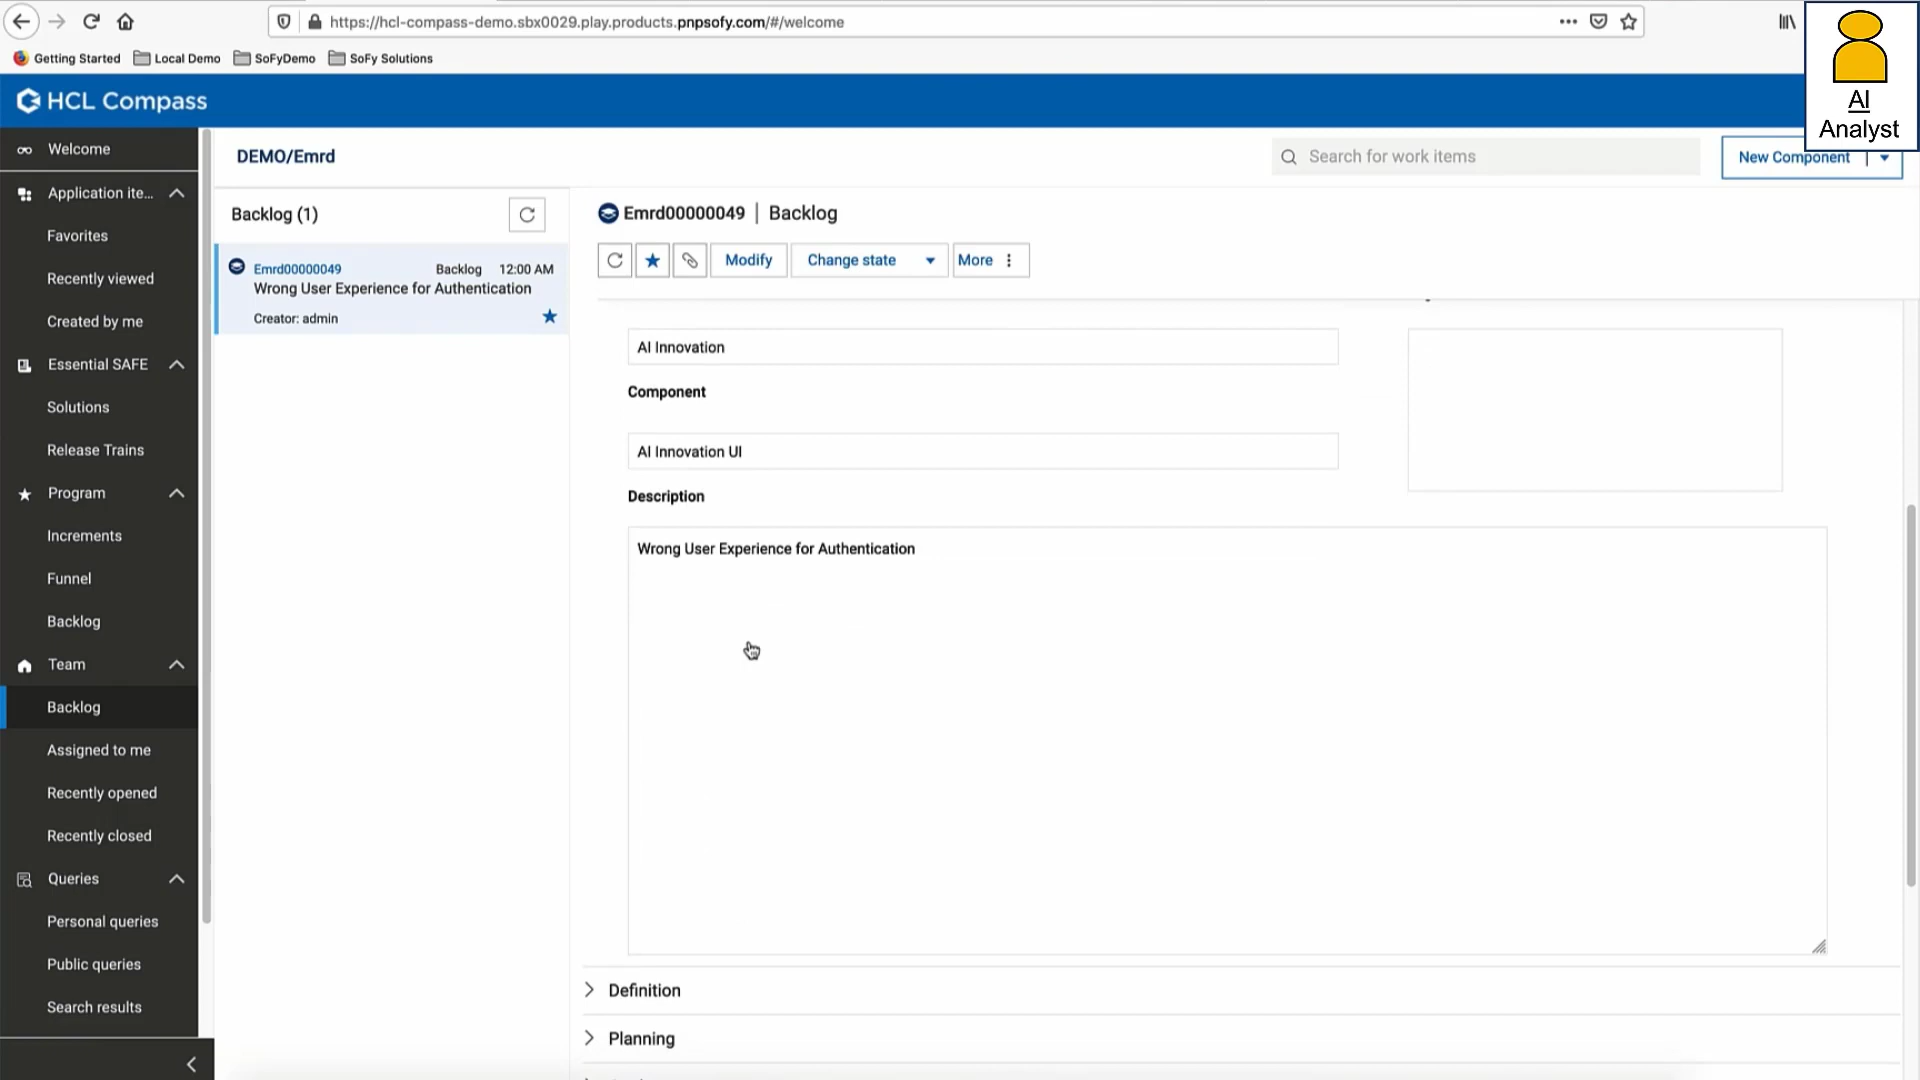 https://hcl-compass-demo.sbx0029.play.products.pnpsofy.com/#/welcome
Getting Started
Local Demo
SoFyDemo
SoFy Solutions
AI
Analyst
HCL Compass
Welcome
Application ite...
Favorites
Recently viewed
Created by me
Essential SAFE
Solutions
Release Trains
Program
Increments
Funnel
Backlog
Team
Backlog
Assigned to me
Recently opened
Recently closed
Queries
Personal queries
Public queries
Search results
DEMO/Emrd
Search for work items
New Component
Backlog (1)
Emrd00000049 Backlog 12:00 AM
Wrong User Experience for Authentication
Creator: admin
Emrd00000049 | Backlog
Modify
Change state
More
AI Innovation
Component
AI Innovation UI
Description
Wrong User Experience for Authentication
Definition
Planning